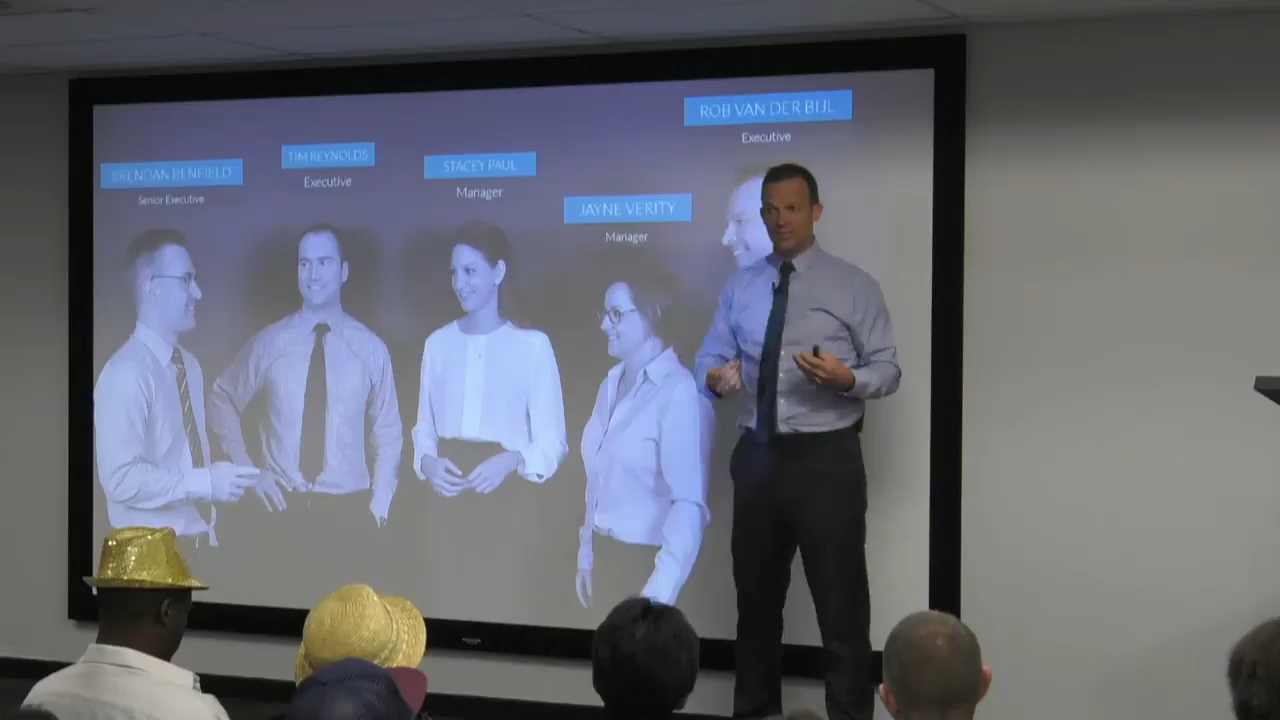 BRENDAN BENFIELD
Senior Executive
TIM REYNOLDS
Executive
STACEY PAUL
Manager
JAYNE VERITY
Manager
ROB VAN DER BIJL
Executive